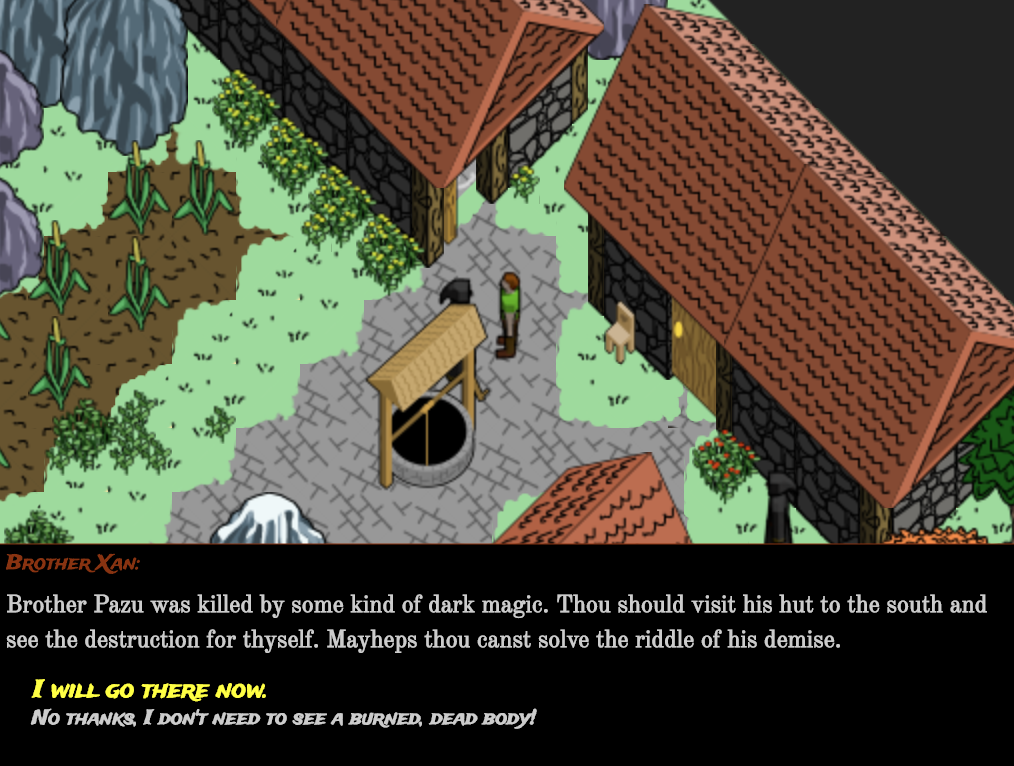 Brother Xan:
Brother Pazu was killed by some kind of dark magic. Thou should visit his hut to the south and
see the destruction for thyself. Mayheps thou canst solve the riddle of his demise.
I will go there now.
No thanks, I don't need to see a burned, dead body!